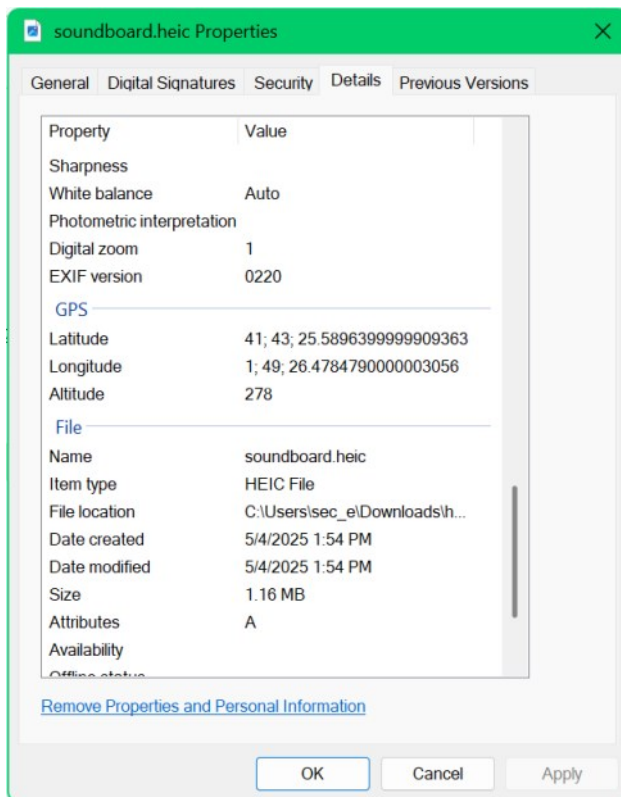 soundboard.heic Properties
General Digital Signatures Security Details Previous Versions
Property Value
Sharpness
White balance Auto
Photometric interpretation
Digital zoom 1
EXIF version 0220
GPS
Latitude 41; 43; 25.5896399999909363
Longitude 1; 49; 26.4784790000003056
Altitude 278
File
Name soundboard.heic
Item type HEIC File
File location C:\Users\sec_e\Downloads\h...
Date created 5/4/2025 1:54 PM
Date modified 5/4/2025 1:54 PM
Size 1.16 MB
Attributes A
Availability
Offline status
Remove Properties and Personal Information
OK Cancel Apply